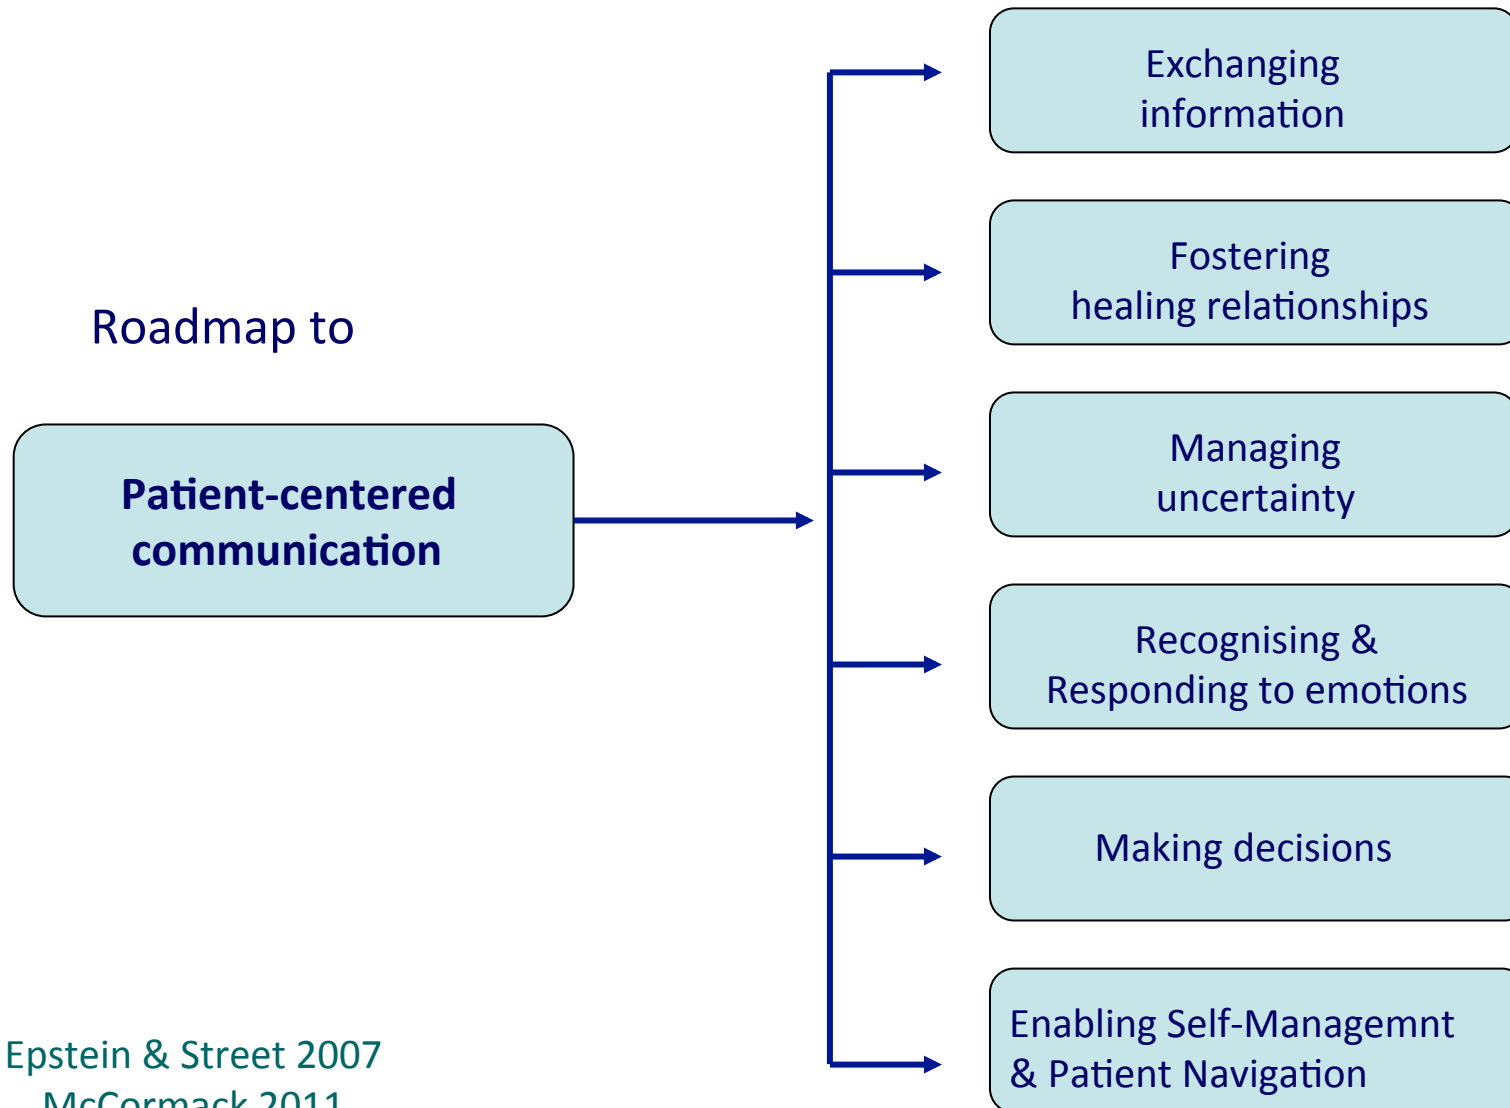 Roadmap to
Patient-centered
communication
Exchanging
information
Fostering
healing relationships
Managing
uncertainty
Recognising &
Responding to emotions
Making decisions
Enabling Self-Managemnt
& Patient Navigation
Epstein & Street 2007
McCormack 2011